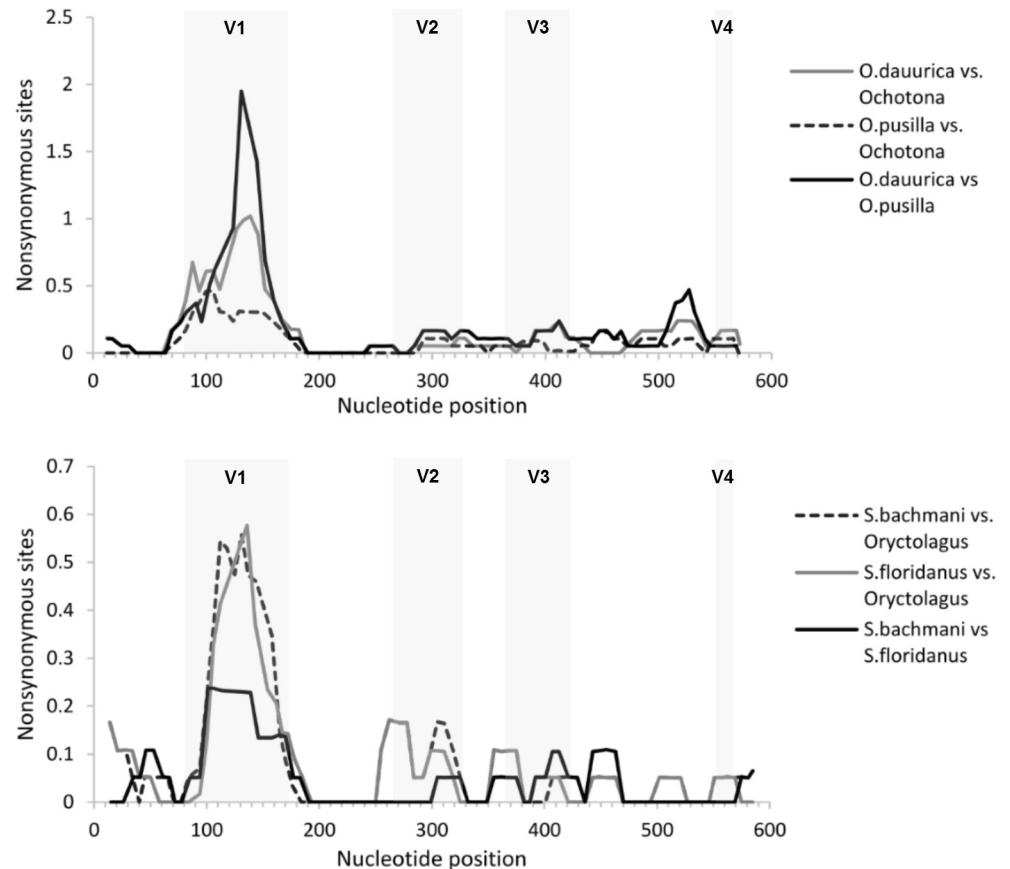 V1 V2 V3 V4
2.5
2
1.5
1
0.5
0
Nonsynonymous sites
0 100 200 300 400 500 600
Nucleotide position
O.dauurica vs.
Ochotona
O.pusilla vs.
Ochotona
O.dauurica vs
O.pusilla
V1 V2 V3 V4
0.7
0.6
0.5
0.4
0.3
0.2
0.1
0
Nonsynonymous sites
0 100 200 300 400 500 600
Nucleotide position
S.bachmani vs.
Oryctolagus
S.floridanus vs.
Oryctolagus
S.bachmani vs
S.floridanus